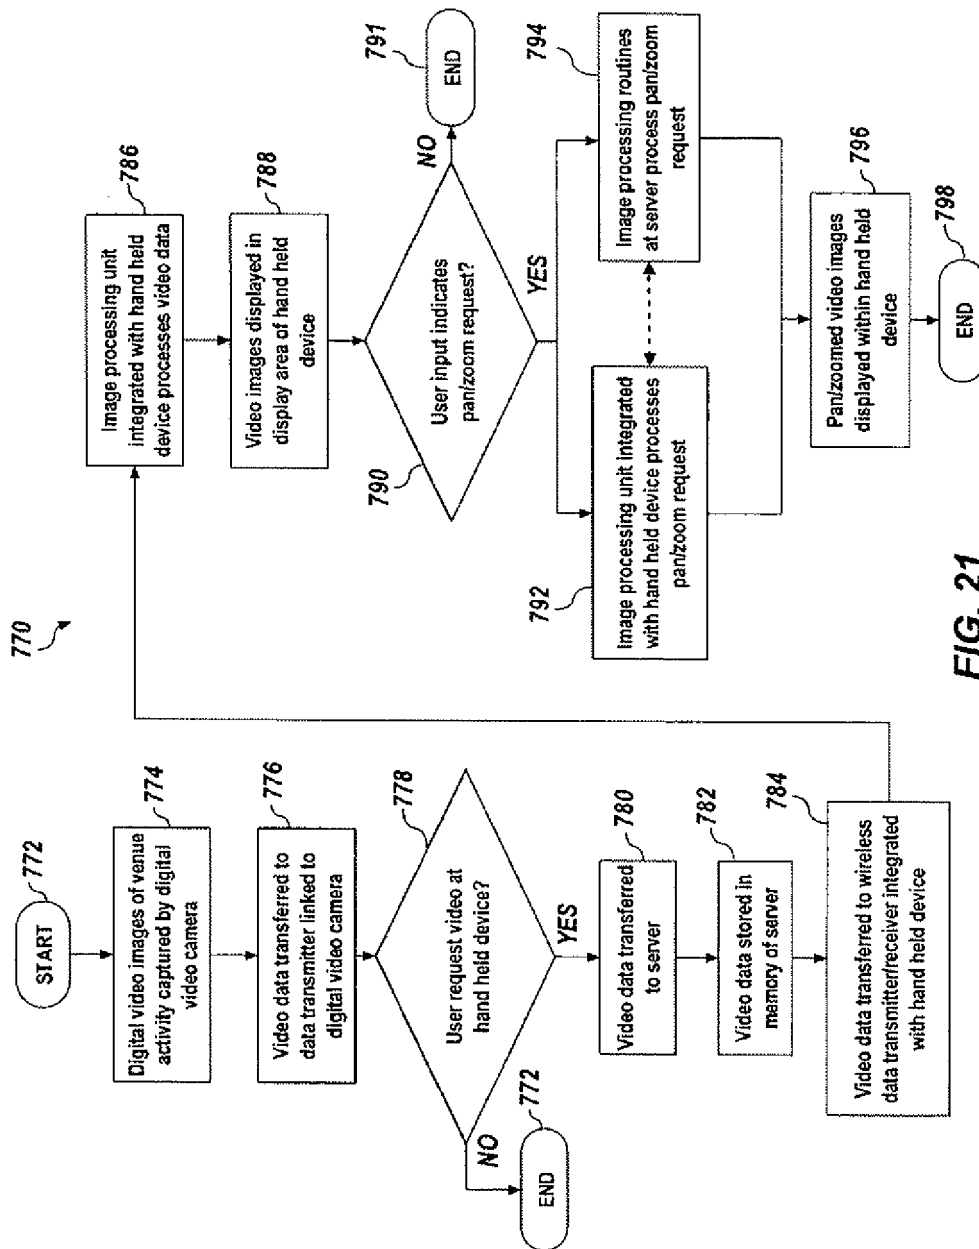 770
772
START
774
Digital video images of venue
activity captured by digital
video camera
776
Video data transferred to
data transmitter linked to
digital video camera
778
User request video at
hand held device?
NO
772
END
YES
780
Video data transferred
to server
782
Video data stored in
memory of server
784
Video data transferred to wireless
data transmitter/receiver integrated
with hand held device
786
Image processing unit
integrated with hand held
device processes video data
788
Video images displayed in
display area of hand held
device
790
User input indicates
pan/zoom request?
NO
791
END
YES
792
Image processing unit integrated
with hand held device processes
pan/zoom request
794
Image processing routines
at server process pan/zoom
request
796
Pan/zoomed video images
displayed within hand held
device
798
END
FIG. 21